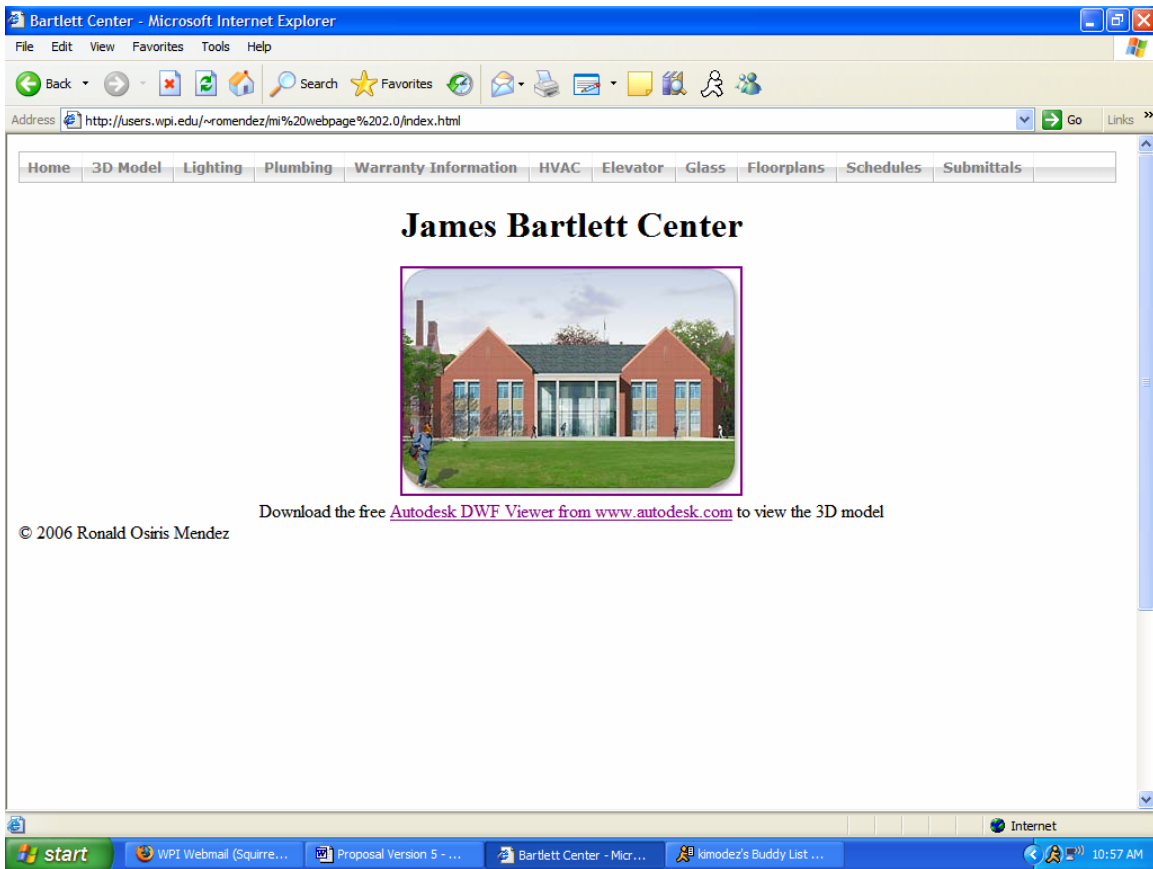 Bartlett Center - Microsoft Internet Explorer
File Edit View Favorites Tools Help
Back Search Favorites
Address http://users.wpi.edu/~romendez/mi%20webpage%202.0/index.html Go Links »
Home 3D Model Lighting Plumbing Warranty Information HVAC Elevator Glass Floorplans Schedules Submittals
James Bartlett Center
Download the free Autodesk DWF Viewer from www.autodesk.com to view the 3D model
© 2006 Ronald Osiris Mendez
Internet
start WPI Webmail (Squirre... Proposal Version 5 - ... Bartlett Center - Micr... kimodez's Buddy List ... 10:57 AM